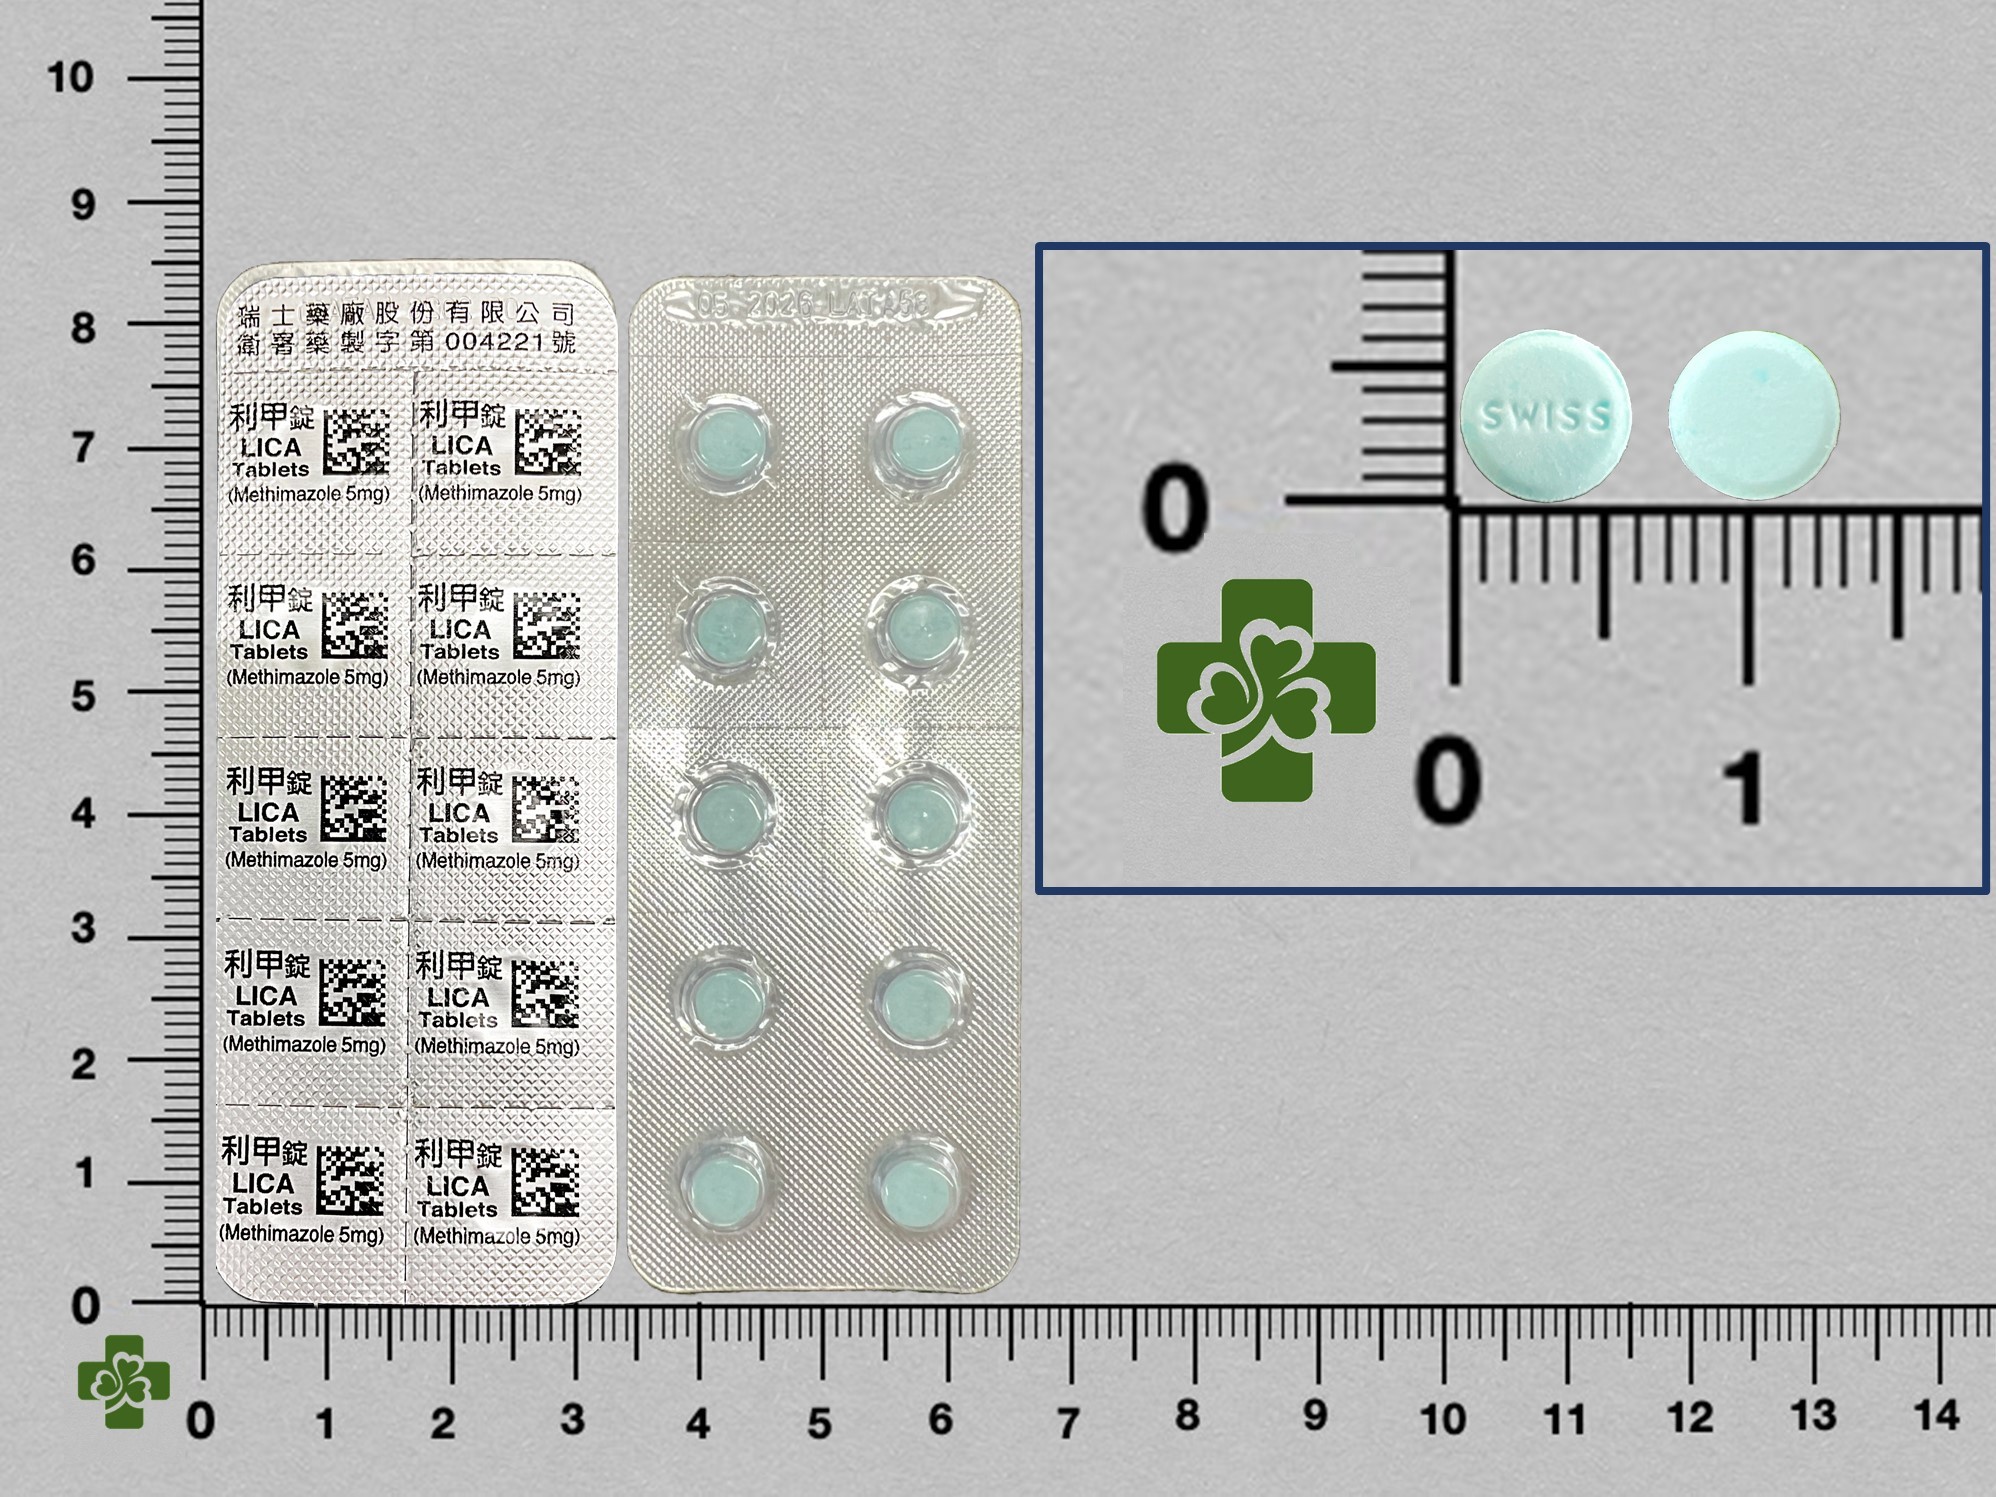 10
9
8
7
6
5
4
3
2
1
0
瑞士藥廠股份有限公司
衛署藥製字第004221號
利甲錠
LICA
Tablets
(Methimazole 5mg)
利甲錠
LICA
Tablets
(Methimazole 5mg)
利甲錠
LICA
Tablets
(Methimazole 5mg)
利甲錠
LICA
Tablets
(Methimazole 5mg)
利甲錠
LICA
Tablets
(Methimazole 5mg)
利甲錠
LICA
Tablets
(Methimazole 5mg)
利甲錠
LICA
Tablets
(Methimazole 5mg)
利甲錠
LICA
Tablets
(Methimazole 5mg)
利甲錠
LICA
Tablets
(Methimazole 5mg)
利甲錠
LICA
Tablets
(Methimazole 5mg)
05 2026
SWISS
0
0 1
0 1 2 3 4 5 6 7 8 9 10 11 12 13 14